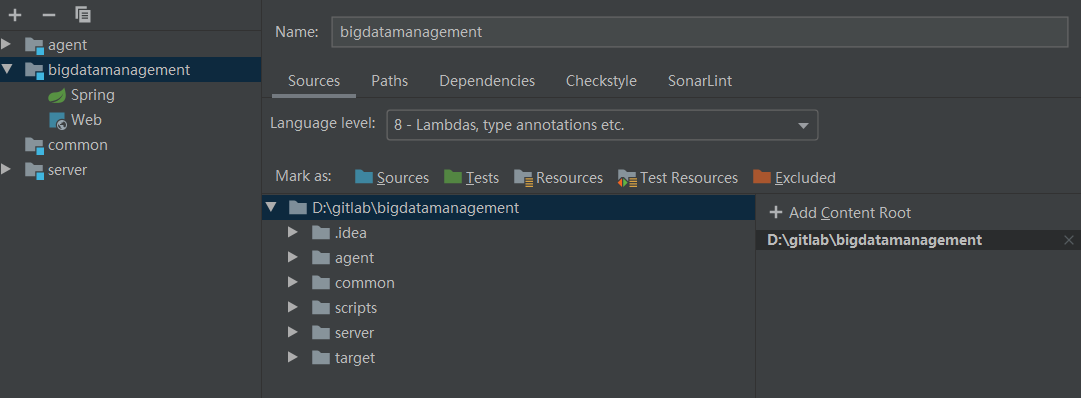 agent
bigdatamanagement
Spring
Web
common
server
Name: bigdatamanagement
Sources Paths Dependencies Checkstyle SonarLint
Language level: 8 - Lambdas, type annotations etc.
Mark as: Sources Tests Resources Test Resources Excluded
D:\gitlab\bigdatamanagement
.idea
agent
common
scripts
server
target
+ Add Content Root
D:\gitlab\bigdatamanagement